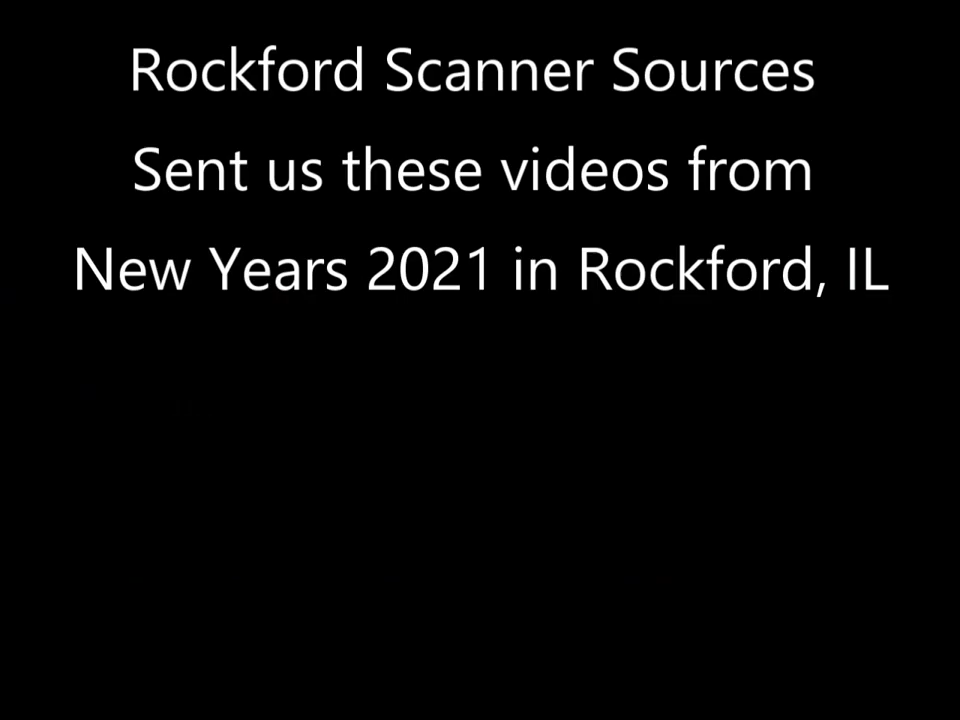 Rockford Scanner Sources
Sent us these videos from
New Years 2021 in Rockford, IL